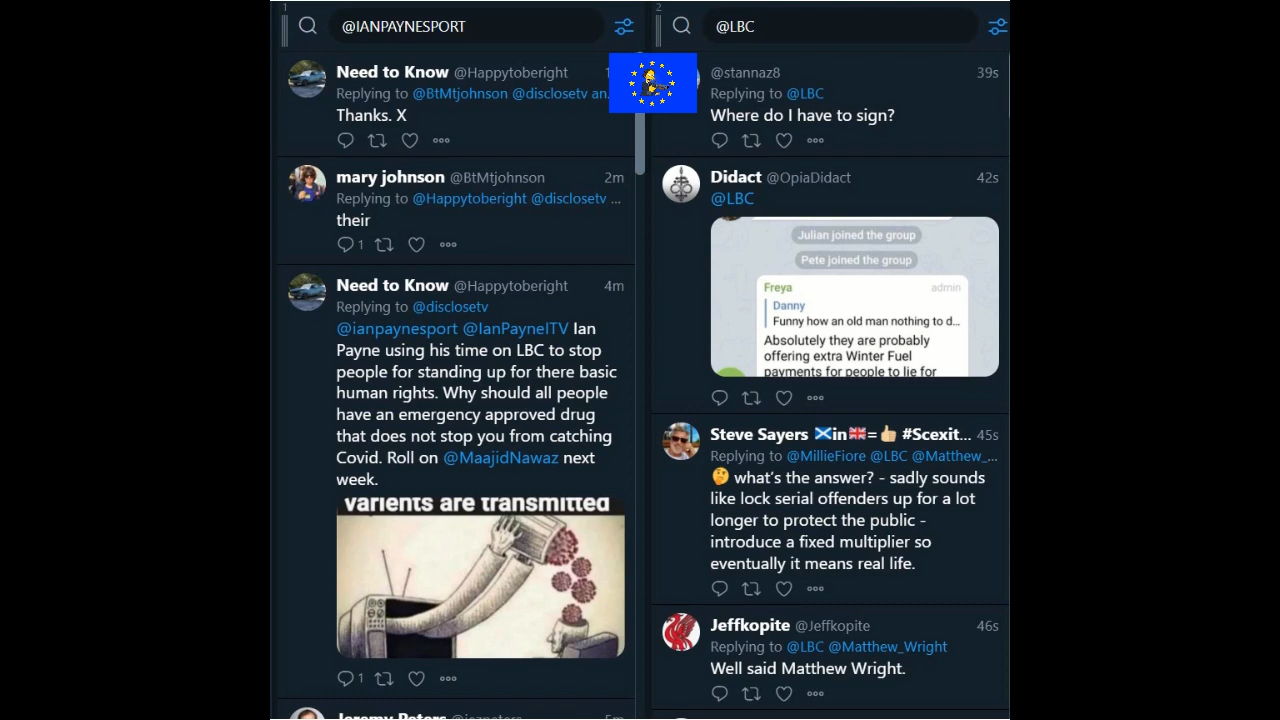 1
@IANPAYNESPORT
Need to Know @Happytoberight
Replying to @BtMtjohnson @disclosetv an
Thanks. X
mary johnson @BtMtjohnson 2m
Replying to @Happytoberight @disclosetv ...
their
1
Need to Know @Happytoberight 4m
Replying to @disclosetv
@ianpaynesport @IanPayneITV Ian
Payne using his time on LBC to stop
people for standing up for there basic
human rights. Why should all people
have an emergency approved drug
that does not stop you from catching
Covid. Roll on @MaajidNawaz next
week.
varients are transmitted
1
Jeremy Peters @jezpeters 5m
2
@LBC
@stannaz8 39s
Replying to @LBC
Where do I have to sign?
Didact @OpiaDidact 42s
@LBC
Julian joined the group
Pete joined the group
Freya admin
Danny
Funny how an old man nothing to d...
Absolutely they are probably
offering extra Winter Fuel
payments for people to lie for
Steve Sayers 🏴󠁧󠁢󠁳󠁣󠁴󠁿in🇬🇧=👍🏼 #Scexit... 45s
Replying to @MillieFiore @LBC @Matthew_...
🤔 what's the answer? - sadly sounds
like lock serial offenders up for a lot
longer to protect the public -
introduce a fixed multiplier so
eventually it means real life.
Jeffkopite @Jeffkopite 46s
Replying to @LBC @Matthew_Wright
Well said Matthew Wright.